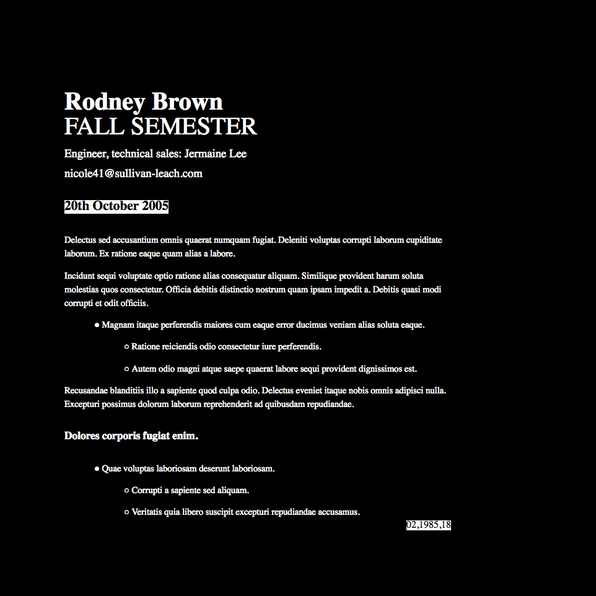 Rodney Brown
FALL SEMESTER
Engineer, technical sales: Jermaine Lee
nicole41@sullivan-leach.com
20th October 2005
Delectus sed accusantium omnis quaerat numquam fugiat. Deleniti voluptas corrupti laborum cupiditate
laborum. Ex ratione eaque quam alias a labore.
Incidunt sequi voluptate optio ratione alias consequatur aliquam. Similique provident harum soluta
molestias quos consectetur. Officia debitis distinctio nostrum quam ipsam impedit a. Debitis quasi modi
corrupti et odit officiis.
● Magnam itaque perferendis maiores cum eaque error ducimus veniam alias soluta eaque.
○ Ratione reiciendis odio consectetur iure perferendis.
○ Autem odio magni atque saepe quaerat labore sequi provident dignissimos est.
Recusandae blanditiis illo a sapiente quod culpa odio. Delectus eveniet itaque nobis omnis adipisci nulla.
Excepturi possimus dolorum laborum reprehenderit ad quibusdam repudiandae.
Dolores corporis fugiat enim.
● Quae voluptas laboriosam deserunt laboriosam.
○ Corrupti a sapiente sed aliquam.
○ Veritatis quia libero suscipit excepturi repudiandae accusamus.
02,1985,18